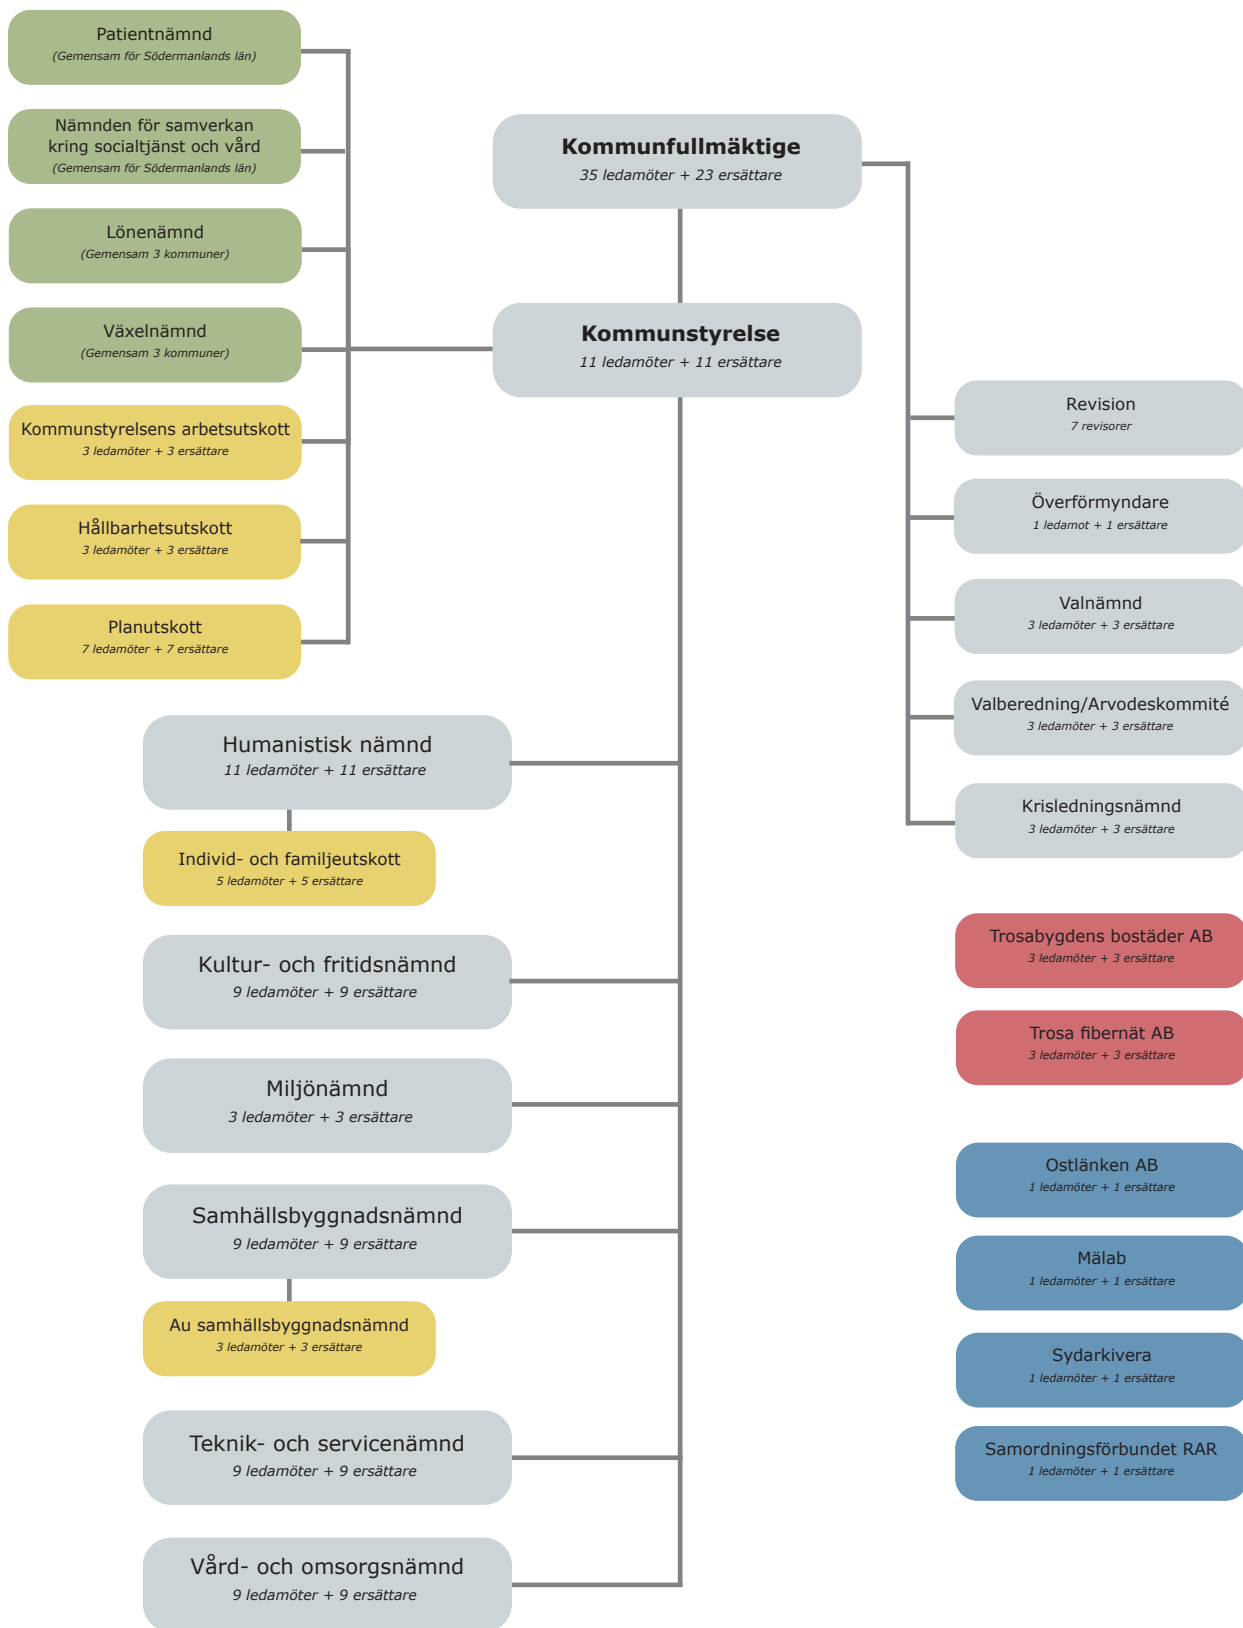 Patientnämnd
(Gemensam för Södermanlands län)
Nämnden för samverkan
kring socialtjänst och vård
(Gemensam för Södermanlands län)
Lönenämnd
(Gemensam 3 kommuner)
Växelnämnd
(Gemensam 3 kommuner)
Kommunstyrelsens arbetsutskott
3 ledamöter + 3 ersättare
Hållbarhetsutskott
3 ledamöter + 3 ersättare
Planutskott
7 ledamöter + 7 ersättare
Kommunfullmäktige
35 ledamöter + 23 ersättare
Kommunstyrelse
11 ledamöter + 11 ersättare
Humanistisk nämnd
11 ledamöter + 11 ersättare
Individ- och familjeutskott
5 ledamöter + 5 ersättare
Kultur- och fritidsnämnd
9 ledamöter + 9 ersättare
Miljönämnd
3 ledamöter + 3 ersättare
Samhällsbyggnadsnämnd
9 ledamöter + 9 ersättare
Au samhällsbyggnadsnämnd
3 ledamöter + 3 ersättare
Teknik- och servicenämnd
9 ledamöter + 9 ersättare
Vård- och omsorgsnämnd
9 ledamöter + 9 ersättare
Revision
7 revisorer
Överförmyndare
1 ledamot + 1 ersättare
Valnämnd
3 ledamöter + 3 ersättare
Valberedning/Arvodeskommité
3 ledamöter + 3 ersättare
Krisledningsnämnd
3 ledamöter + 3 ersättare
Trosabygdens bostäder AB
3 ledamöter + 3 ersättare
Trosa fibernät AB
3 ledamöter + 3 ersättare
Ostlänken AB
1 ledamöter + 1 ersättare
Mälab
1 ledamöter + 1 ersättare
Sydarkivera
1 ledamöter + 1 ersättare
Samordningsförbundet RAR
1 ledamöter + 1 ersättare